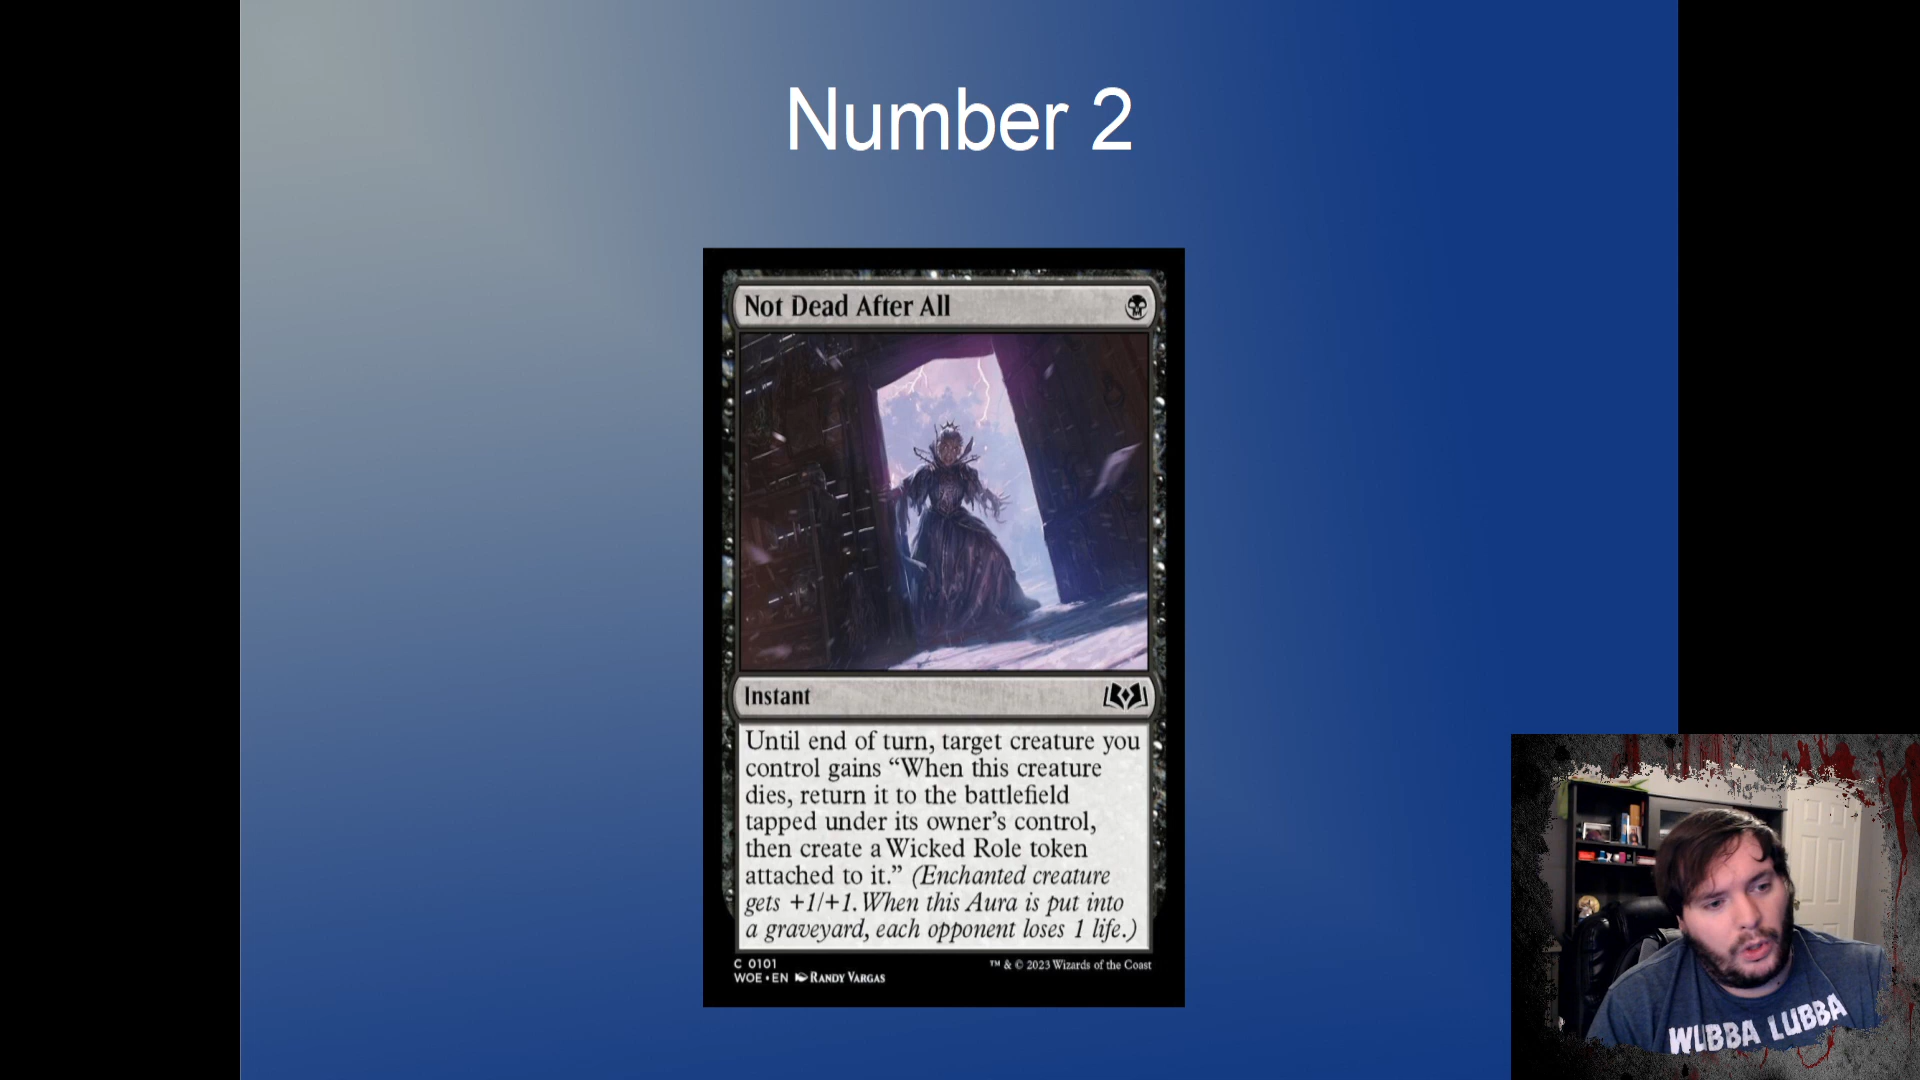 Number 2
Not Dead After All
Instant
Until end of turn, target creature you
control gains “When this creature
dies, return it to the battlefield
tapped under its owner’s control,
then create a Wicked Role token
attached to it.” (Enchanted creature
gets +1/+1. When this Aura is put into
a graveyard, each opponent loses 1 life.)
C 0101
WOE • EN RANDY VARGAS
™ & © 2023 Wizards of the Coast
WUBBA LUBBA